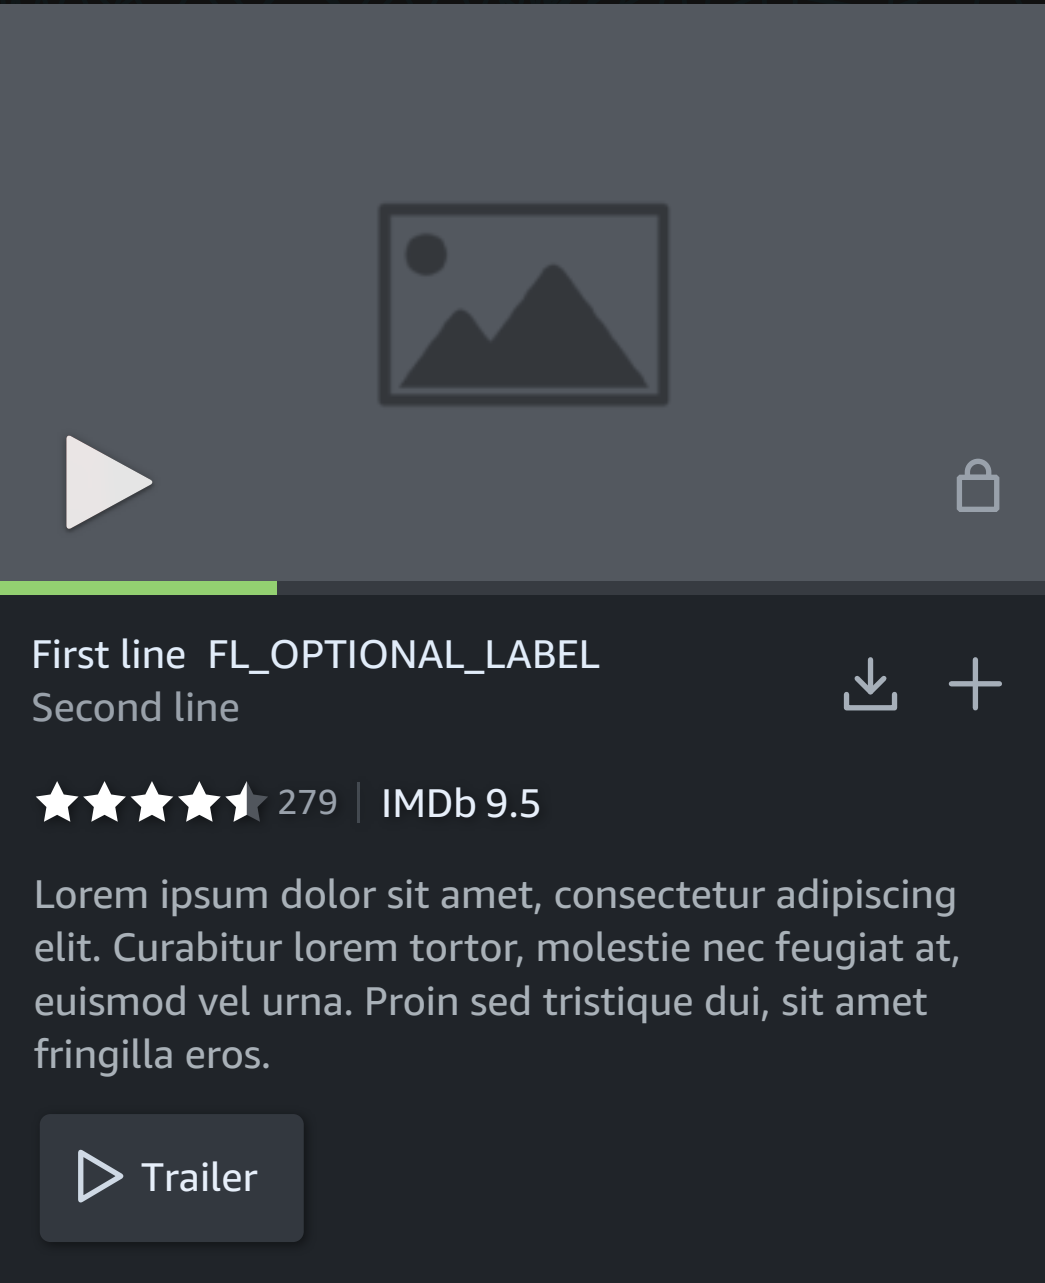 First line FL_OPTIONAL_LABEL
Second line
279 IMDb 9.5
Lorem ipsum dolor sit amet, consectetur adipiscing
elit. Curabitur lorem tortor, molestie nec feugiat at,
euismod vel urna. Proin sed tristique dui, sit amet
fringilla eros.
Trailer